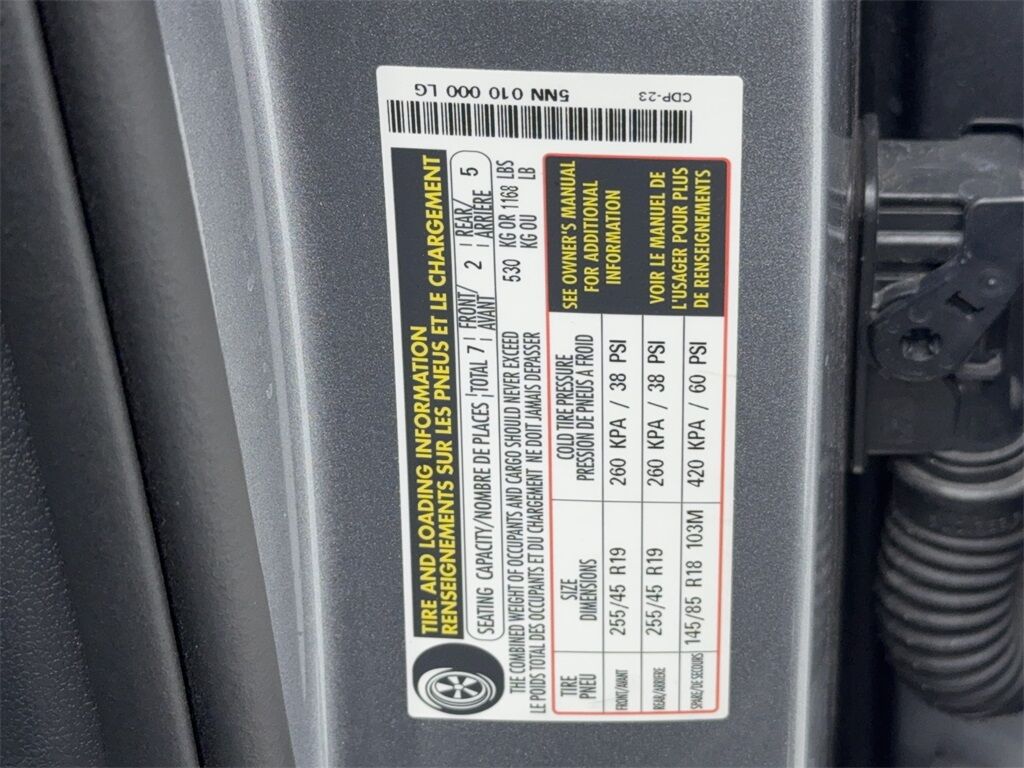 CDP-23
5NN 010 000 LG
TIRE AND LOADING INFORMATION
RENSEIGNEMENTS SUR LES PNEUS ET LE CHARGEMENT
SEATING CAPACITY/NOMBRE DE PLACES TOTAL 7 FRONT/AVANT 2 REAR/ARRIÈRE 5
THE COMBINED WEIGHT OF OCCUPANTS AND CARGO SHOULD NEVER EXCEED 530 KG OR 1168 LBS
LE POIDS TOTAL DES OCCUPANTS ET DU CHARGEMENT NE DOIT JAMAIS DEPASSER KG OU LB
TIRE SIZE COLD TIRE PRESSURE
PNEU DIMENSIONS PRESSION DE PNEUS A FROID
FRONT/AVANT 255/45 R19 260 KPA / 38 PSI
REAR/ARRIERE 255/45 R19 260 KPA / 38 PSI
SPARE/DE SECOURS 145/85 R18 103M 420 KPA / 60 PSI
SEE OWNER'S MANUAL
FOR ADDITIONAL
INFORMATION
VOIR LE MANUEL DE
L'USAGER POUR PLUS
DE RENSEIGNEMENTS